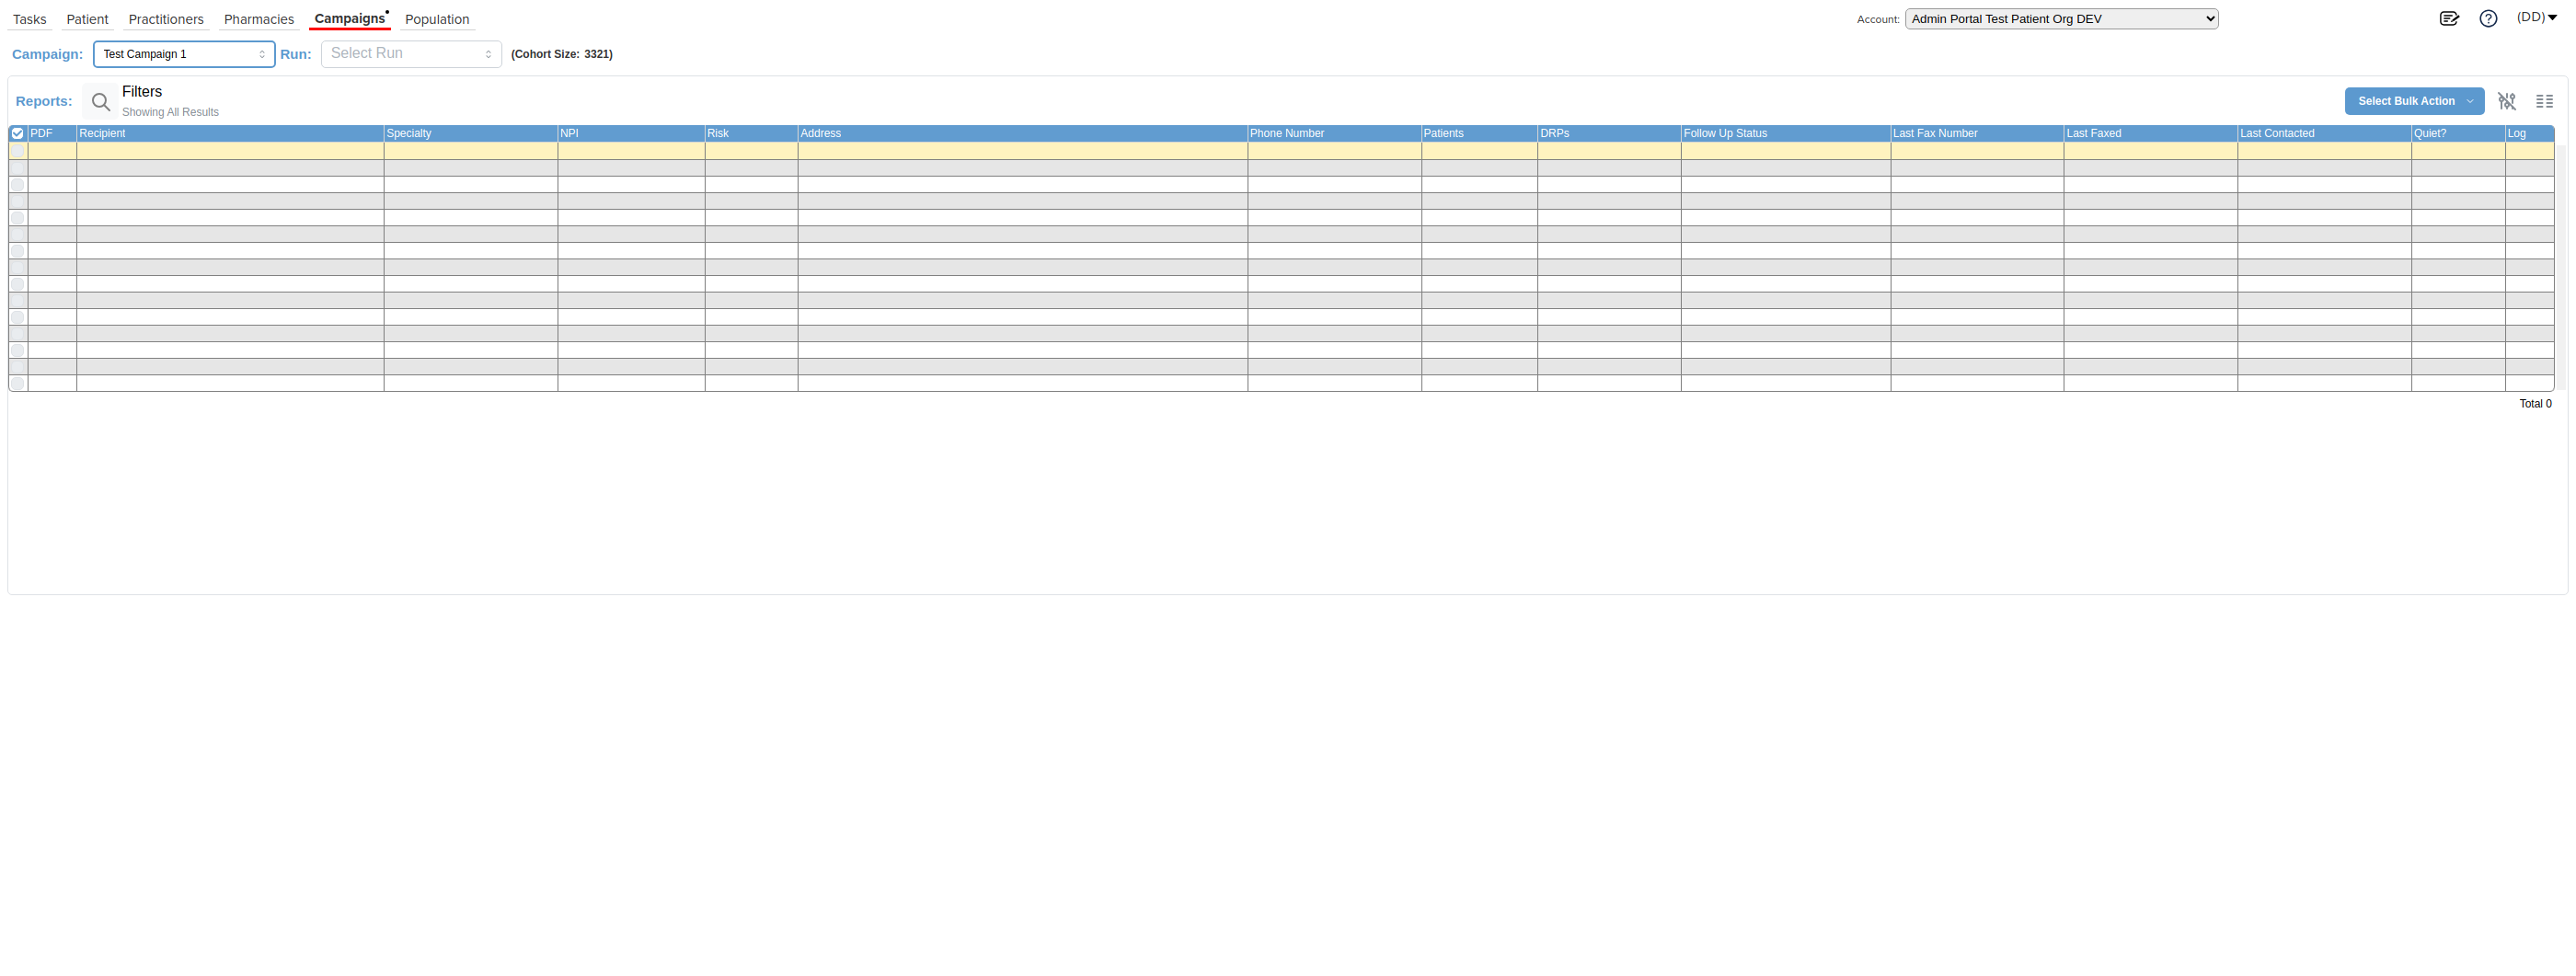 Tasks Patient Practitioners Pharmacies Campaigns Population Account: Admin Portal Test Patient Org DEV (DD)
Campaign: Test Campaign 1 Run: Select Run (Cohort Size: 3321)
Reports: Filters Select Bulk Action
Showing All Results
PDF Recipient Specialty NPI Risk Address Phone Number Patients DRPs Follow Up Status Last Fax Number Last Faxed Last Contacted Quiet? Log
Total 0